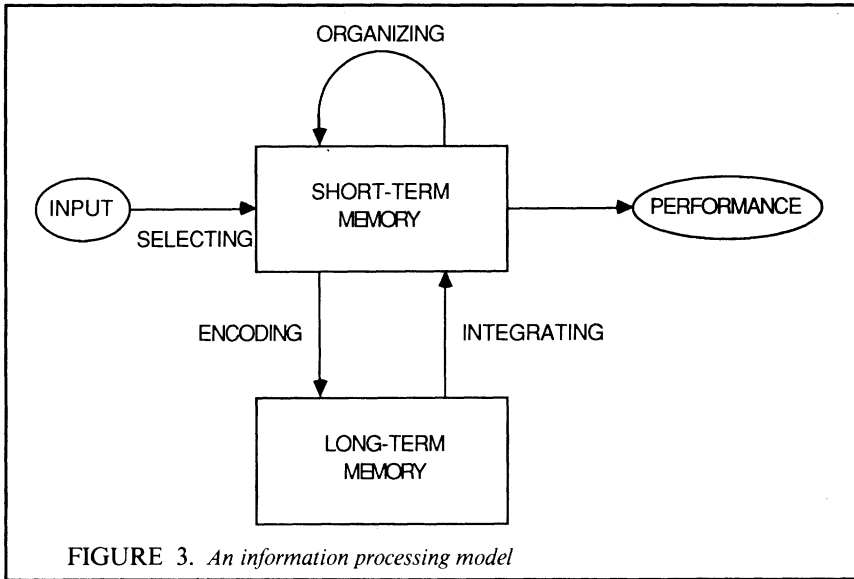 ORGANIZING
INPUT
SELECTING
SHORT-TERM
MEMORY
PERFORMANCE
ENCODING
INTEGRATING
LONG-TERM
MEMORY
FIGURE 3. An information processing model